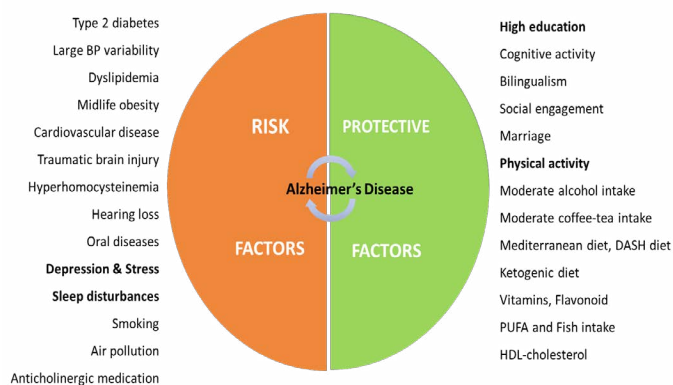 Type 2 diabetes
Large BP variability
Dyslipidemia
Midlife obesity
Cardiovascular disease
Traumatic brain injury
Hyperhomocysteinemia
Hearing loss
Oral diseases
Depression & Stress
Sleep disturbances
Smoking
Air pollution
Anticholinergic medication
RISK
FACTORS
PROTECTIVE
FACTORS
Alzheimer's Disease
High education
Cognitive activity
Bilingualism
Social engagement
Marriage
Physical activity
Moderate alcohol intake
Moderate coffee-tea intake
Mediterranean diet, DASH diet
Ketogenic diet
Vitamins, Flavonoid
PUFA and Fish intake
HDL-cholesterol